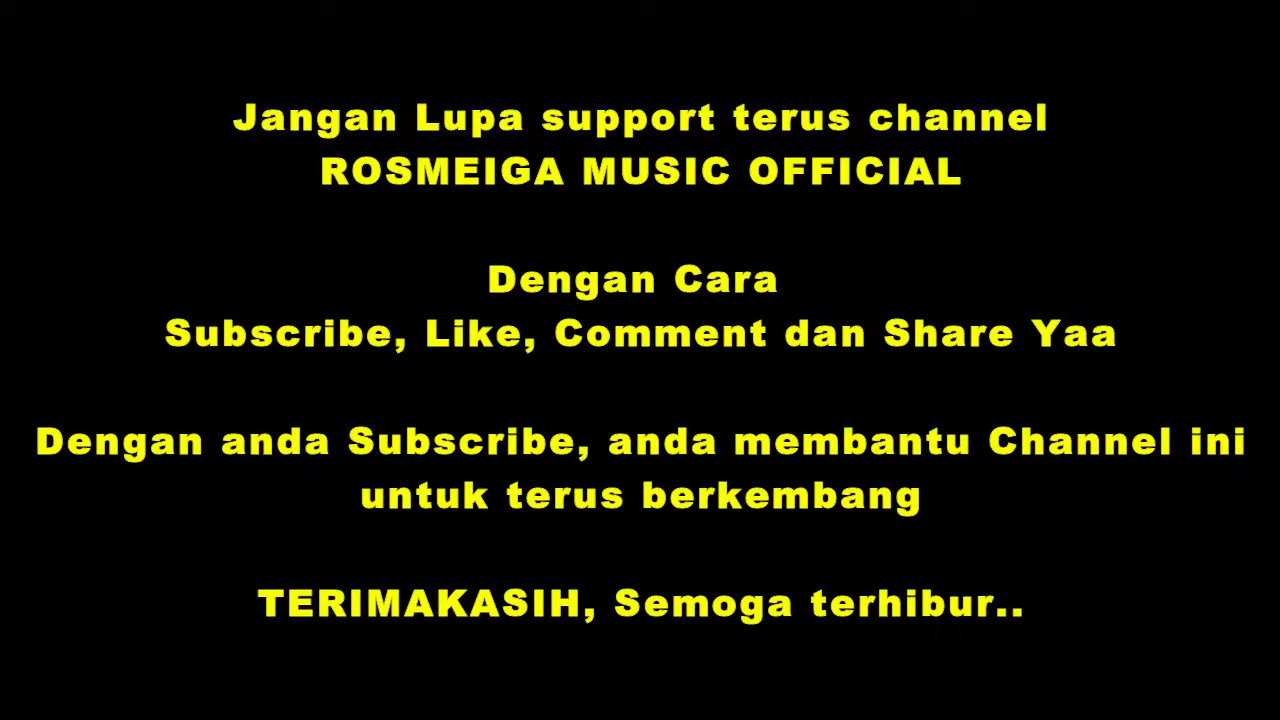 Jangan Lupa support terus channel
ROSMEIGA MUSIC OFFICIAL
Dengan Cara
Subscribe, Like, Comment dan Share Yaa
Dengan anda Subscribe, anda membantu Channel ini
untuk terus berkembang
TERIMAKASIH, Semoga terhibur..